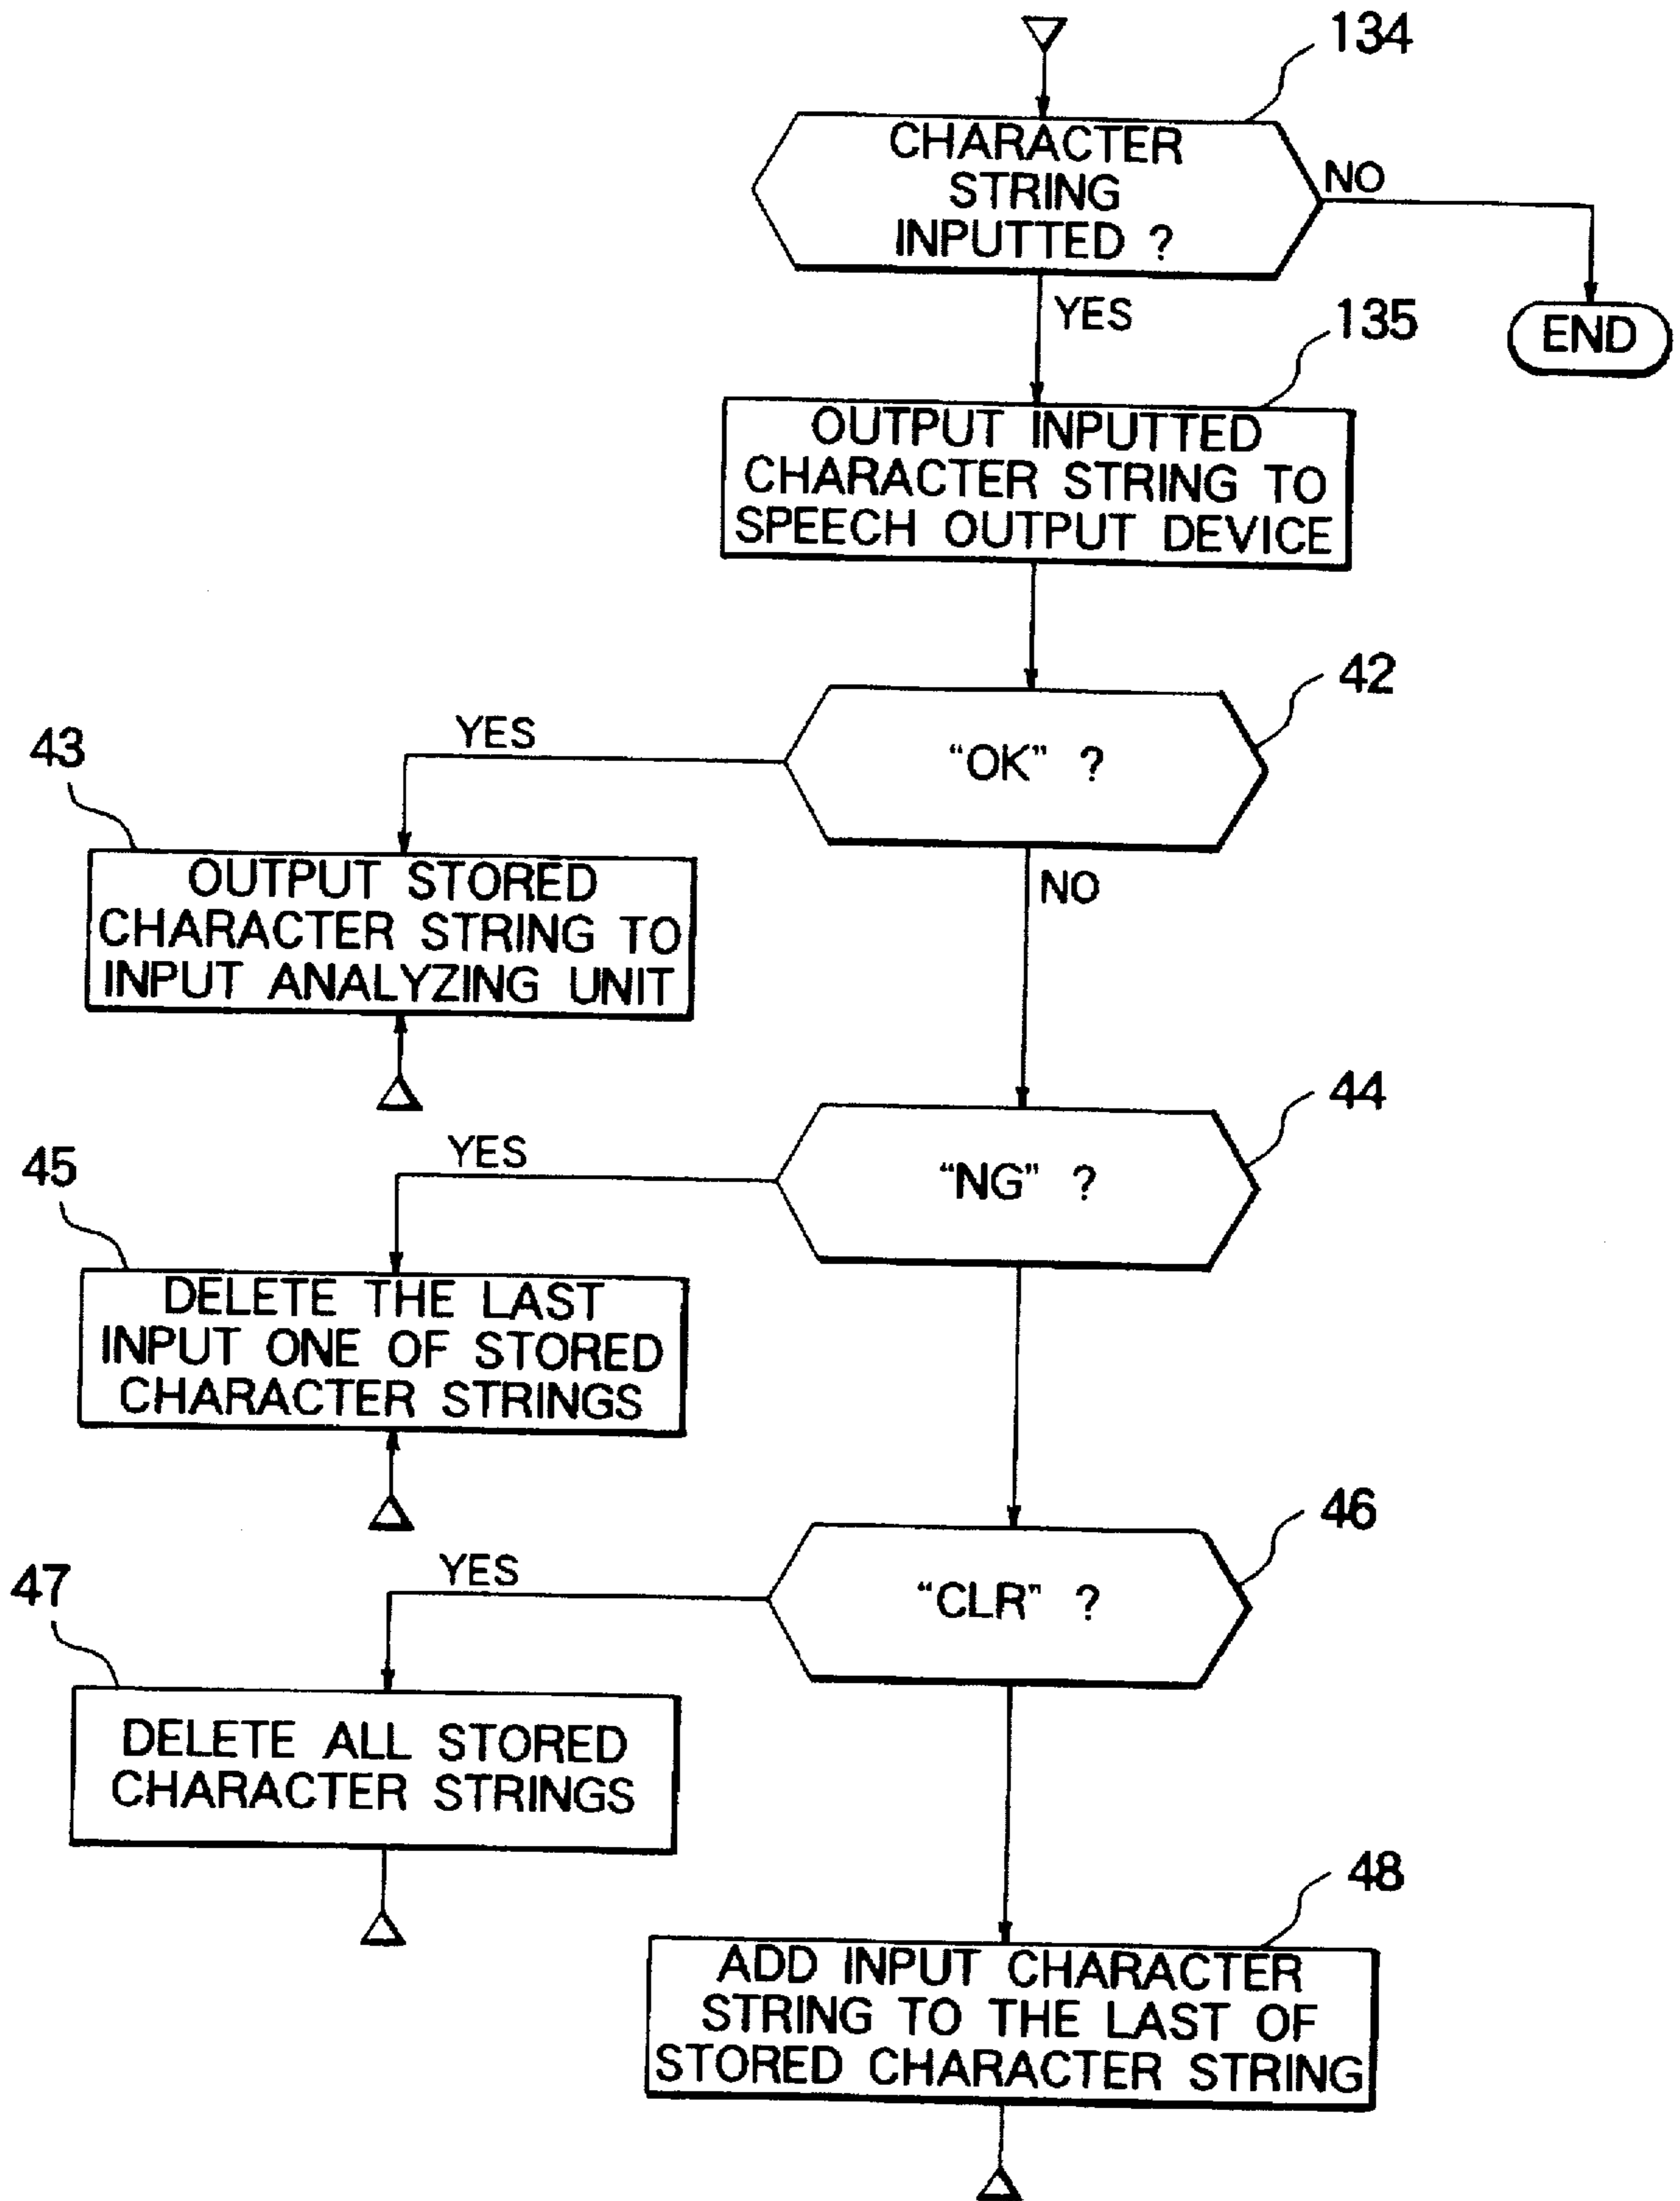 134
CHARACTER
STRING
INPUTTED ?
NO
YES
END
135
OUTPUT INPUTTED
CHARACTER STRING TO
SPEECH OUTPUT DEVICE
42
"OK" ?
YES
43
NO
OUTPUT STORED
CHARACTER STRING TO
INPUT ANALYZING UNIT
44
"NG" ?
YES
45
DELETE THE LAST
INPUT ONE OF STORED
CHARACTER STRINGS
46
"CLR" ?
YES
47
DELETE ALL STORED
CHARACTER STRINGS
48
ADD INPUT CHARACTER
STRING TO THE LAST OF
STORED CHARACTER STRING